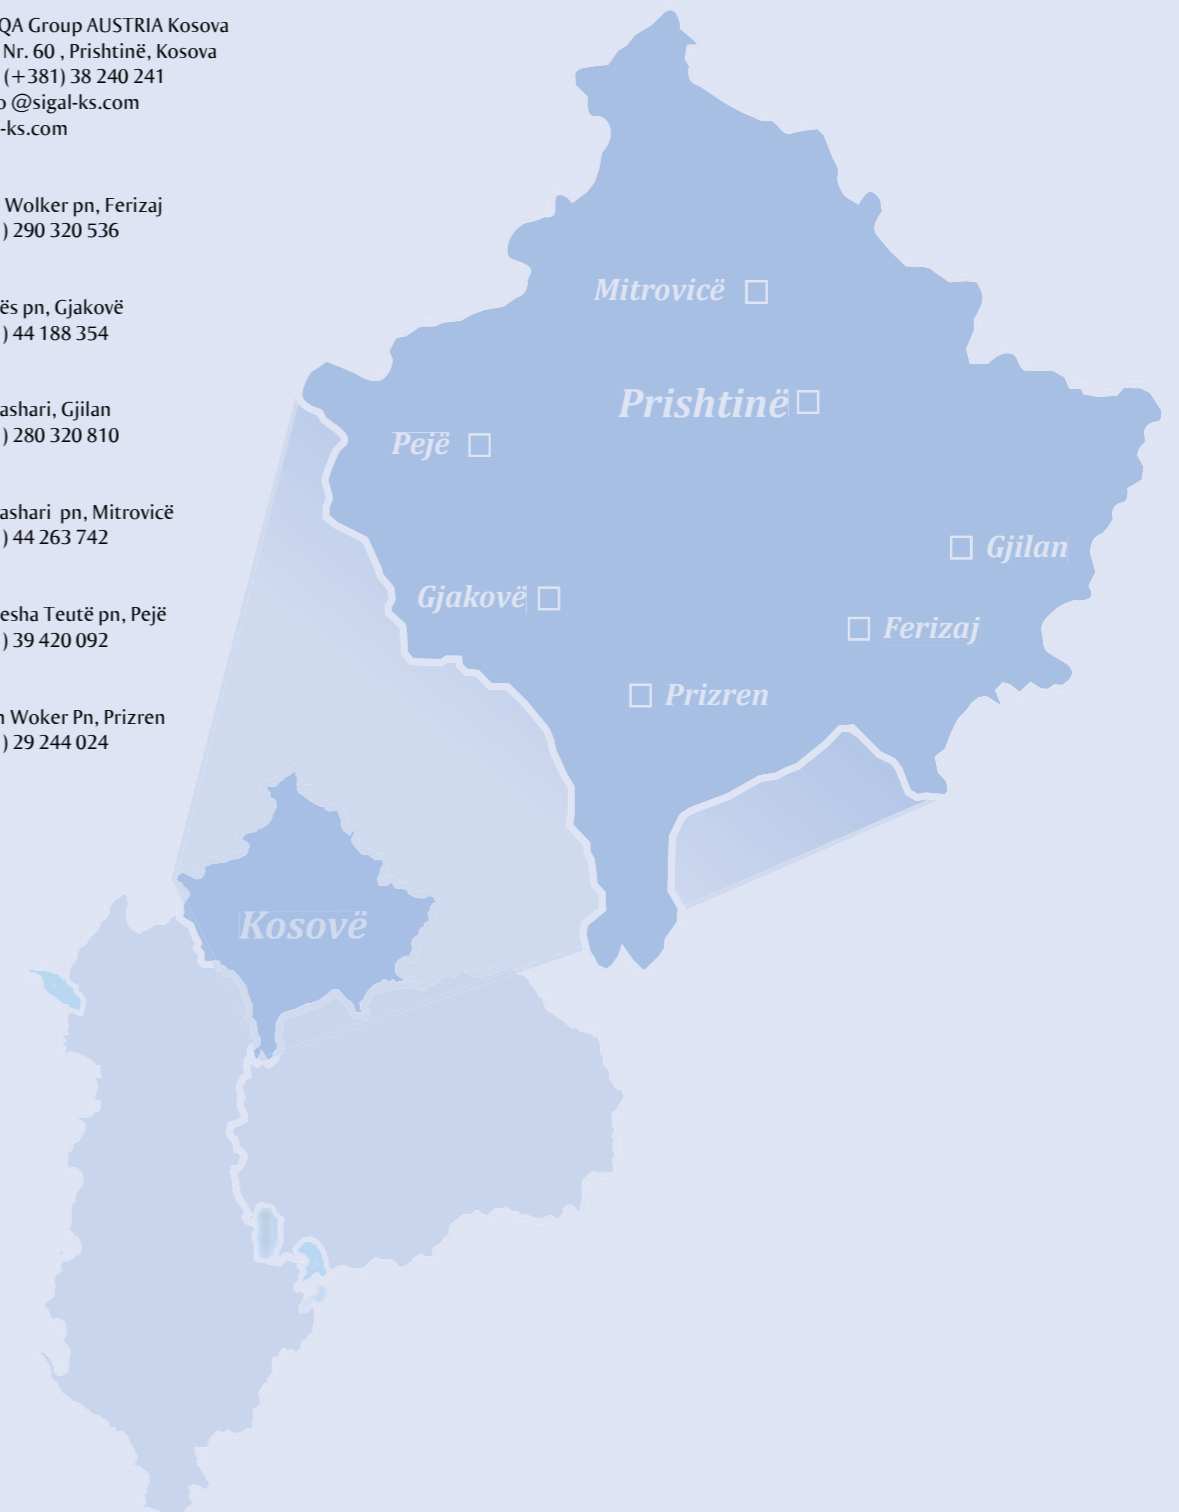 QA Group AUSTRIA Kosova
Nr. 60 , Prishtinë, Kosova
(+381) 38 240 241
o @sigal-ks.com
-ks.com
Wolker pn, Ferizaj
) 290 320 536
ës pn, Gjakovë
) 44 188 354
ashari, Gjilan
) 280 320 810
ashari pn, Mitrovicë
) 44 263 742
esha Teutë pn, Pejë
) 39 420 092
n Woker Pn, Prizren
) 29 244 024
Mitrovicë
Prishtinë
Pejë
Gjilan
Gjakovë
Ferizaj
Prizren
Kosovë